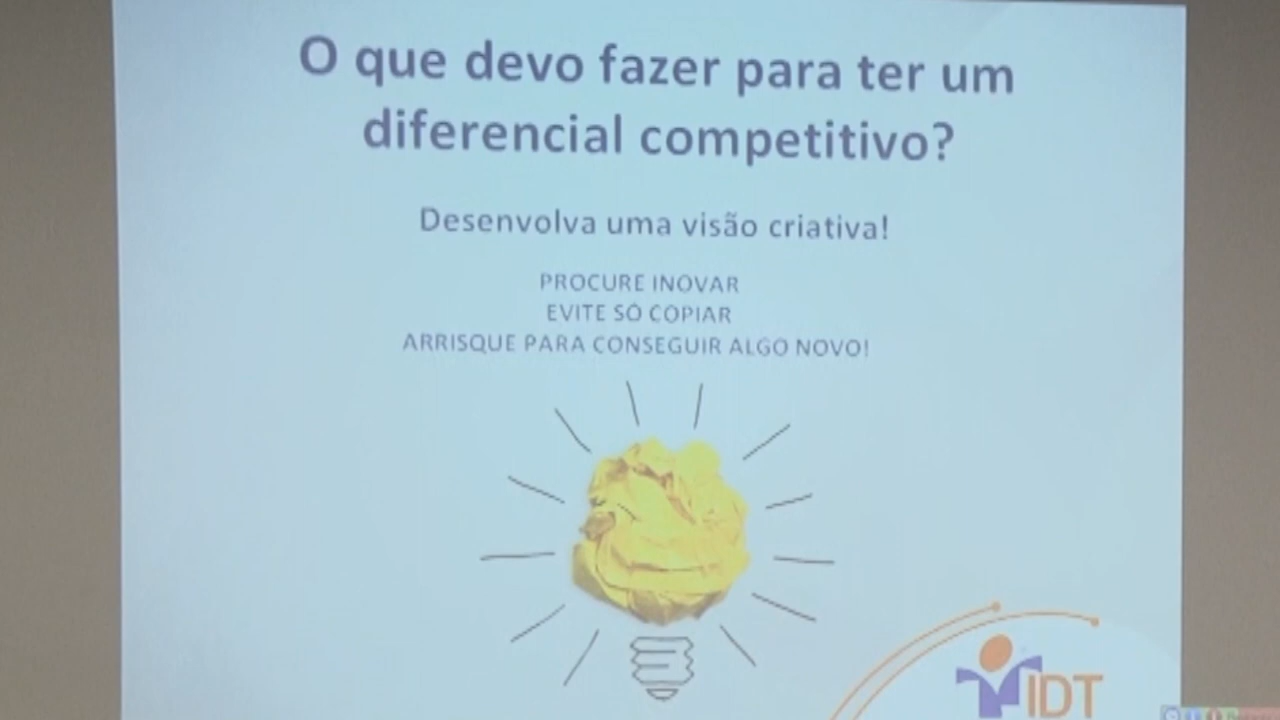 O que devo fazer para ter um
diferencial competitivo?
Desenvolva uma visão criativa!
PROCURE INOVAR
EVITE SÓ COPIAR
ARRISQUE PARA CONSEGUIR ALGO NOVO!
IDT